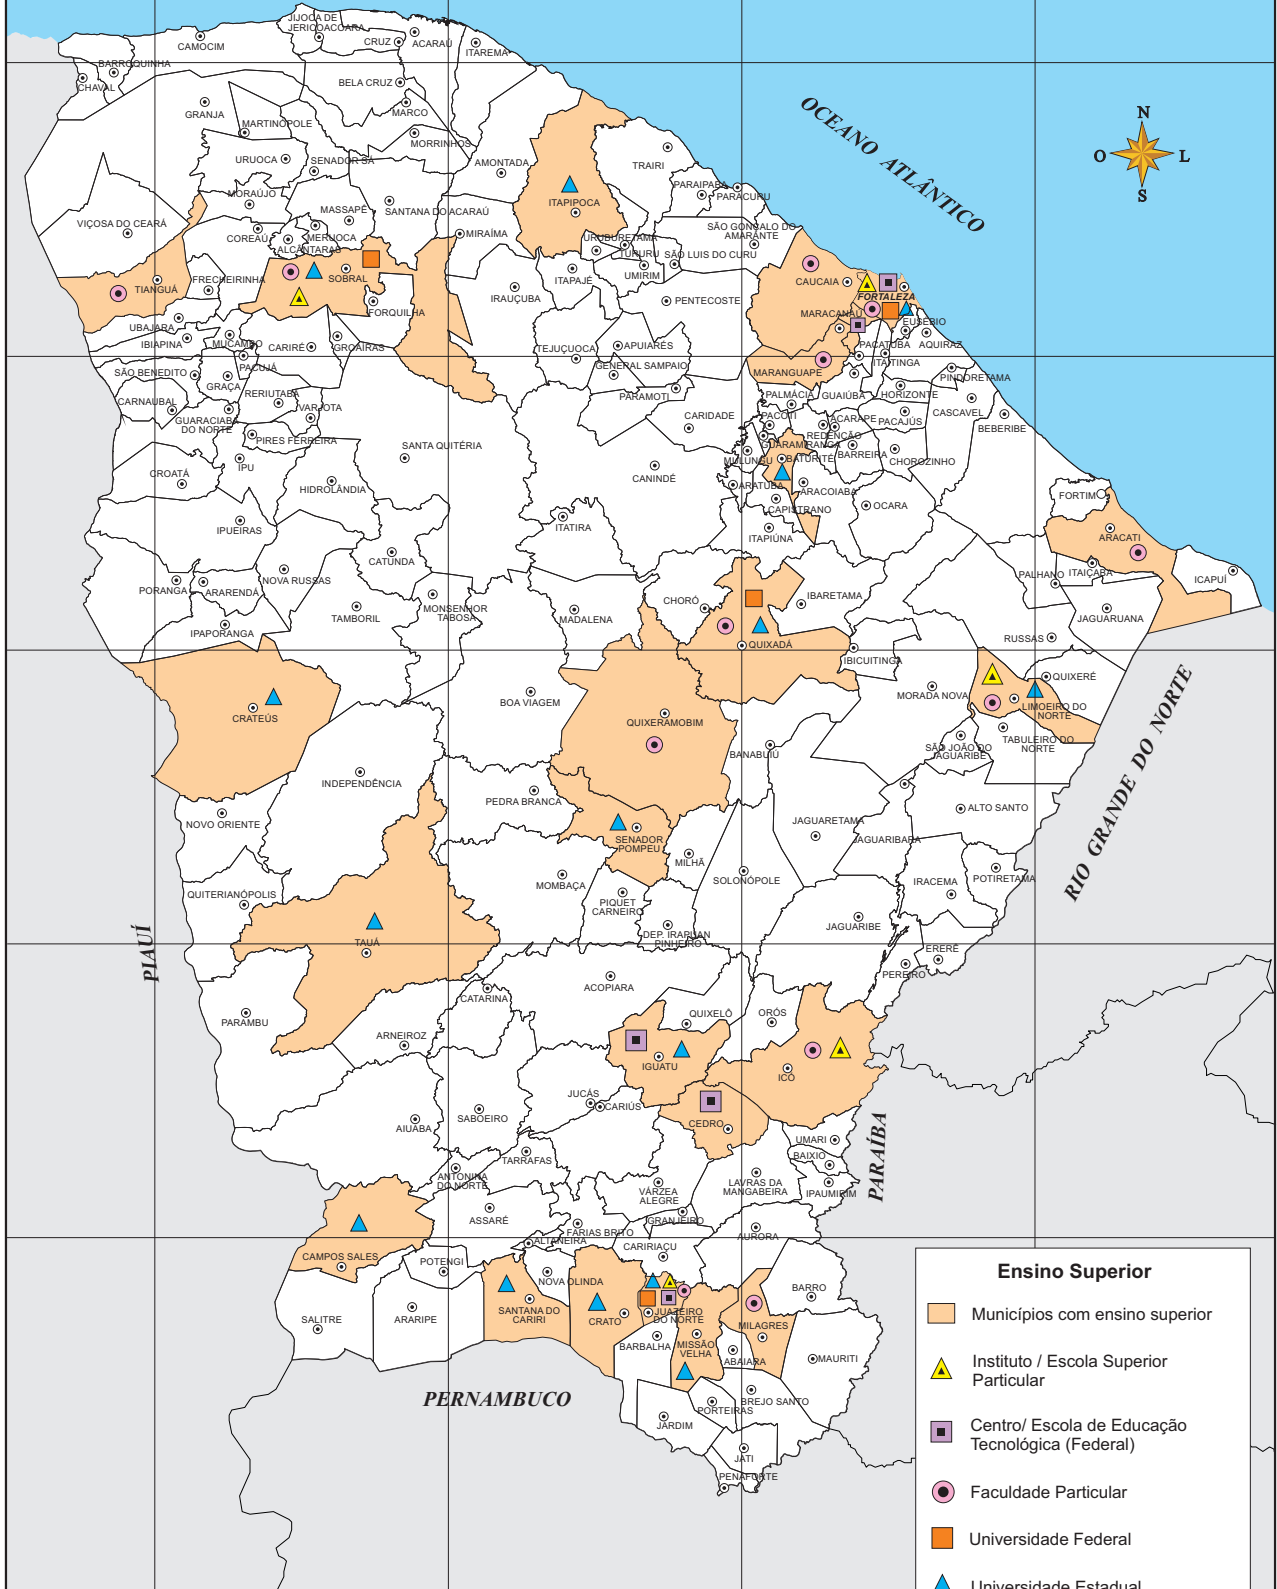 JIJOCA DE
JERICOACOARA
CAMOCIM
CRUZ
ACARAÚ
ITAREMA
BARROQUINHA
CHAVAL
BELA CRUZ
GRANJA
MARCO
MARTINÓPOLE
MORRINHOS
OCEANO ATLÂNTICO
N
O
L
S
URUOCA
SENADOR SÁ
AMONTADA
TRAIRI
MORAÚJO
PARAIPABA
PARACURU
MASSAPÊ
SANTANA DO ACARAÚ
ITAPIPOCA
VIÇOSA DO CEARÁ
COREAÚ
MERUOCA
ALCÂNTARAS
MIRAÍMA
URUBURETAMA
TURURU
SÃO GONÇALO DO
AMARANTE
SÃO LUIS DO CURU
UMIRIM
TIANGUÁ
FRECHEIRINHA
SOBRAL
ITAPAJÉ
CAUCAIA
IRAUÇUBA
PENTECOSTE
FORTALEZA
FORQUILHA
MARACANAÚ
EUSÉBIO
UBAJARA
IBIAPINA
MUCAMBO
CARIRÉ
GROAÍRAS
TEJUÇUOCA
APUIARÉS
PACATUBA
AQUIRAZ
ITAITINGA
PACUJÁ
SÃO BENEDITO
GRAÇA
GENERAL SAMPAIO
MARANGUAPE
PINDORETAMA
RERIUTABA
PARAMOTI
PALMÁCIA
GUAIÚBA
HORIZONTE
CARNAUBAL
VARJOTA
GUARACIABA
DO NORTE
CARIDADE
PACOTI
ACARAPE
PACAJÚS
CASCAVEL
BEBERIBE
PIRES FERREIRA
SANTA QUITÉRIA
REDENÇÃO
GUARAMIRANGA
MULUNGU
BATURITÉ
BARREIRA
CHOROZINHO
IPU
CROATÁ
HIDROLÂNDIA
CANINDÉ
ARATUBA
ARACOIABA
CAPISTRANO
OCARA
FORTIM
IPUEIRAS
ITATIRA
ITAPIÚNA
ARACATI
CATUNDA
NOVA RUSSAS
PORANGA
ARARENDÁ
PALHANO
ITAIÇABA
ICAPUÍ
TAMBORIL
MONSENHOR
TABOSA
MADALENA
CHORÓ
IBARETAMA
JAGUARUANA
IPAPORANGA
QUIXADÁ
IBICUITINGA
RUSSAS
QUIXERÉ
CRATEÚS
BOA VIAGEM
QUIXERAMOBIM
MORADA NOVA
LIMOEIRO DO
NORTE
BANABUIÚ
SÃO JOÃO DO
JAGUARIBE
TABULEIRO DO
NORTE
RIO GRANDE DO NORTE
INDEPENDÊNCIA
PEDRA BRANCA
ALTO SANTO
NOVO ORIENTE
JAGUARETAMA
SENADOR
POMPEU
JAGUARIBARA
MILHÃ
MOMBAÇA
SOLONÓPOLE
IRACEMA
POTIRETAMA
QUITERIANÓPOLIS
PIQUET
CARNEIRO
JAGUARIBE
DEP. IRAPUAN
PINHEIRO
TAUÁ
PIAUÍ
ERERÊ
PEREIRO
ACOPIARA
CATARINA
PARAMBU
QUIXELÔ
ORÓS
ARNEIROZ
IGUATU
ICÓ
JUCÁS
CARIÚS
SABOEIRO
AIUABA
CEDRO
UMARI
BAIXIO
PARAÍBA
TARRAFAS
ANTONINA
DO NORTE
VÁRZEA
ALEGRE
LAVRAS DA
MANGABEIRA
IPAUMIRIM
ASSARÉ
GRANJEIRO
FARIAS BRITO
AURORA
ALTANEIRA
CAMPOS SALES
POTENGI
CARIRIAÇU
NOVA OLINDA
BARRO
SALITRE
ARARIPE
SANTANA DO
CARIRI
CRATO
JUAZEIRO
DO NORTE
MILAGRES
BARBALHA
MISSÃO
VELHA
ABAIARA
MAURITI
PERNAMBUCO
BREJO SANTO
PORTEIRAS
JARDIM
JATI
PENAFORTE
Ensino Superior
Municípios com ensino superior
Instituto / Escola Superior
Particular
Centro/ Escola de Educação
Tecnológica (Federal)
Faculdade Particular
Universidade Federal
Universidade Estadual